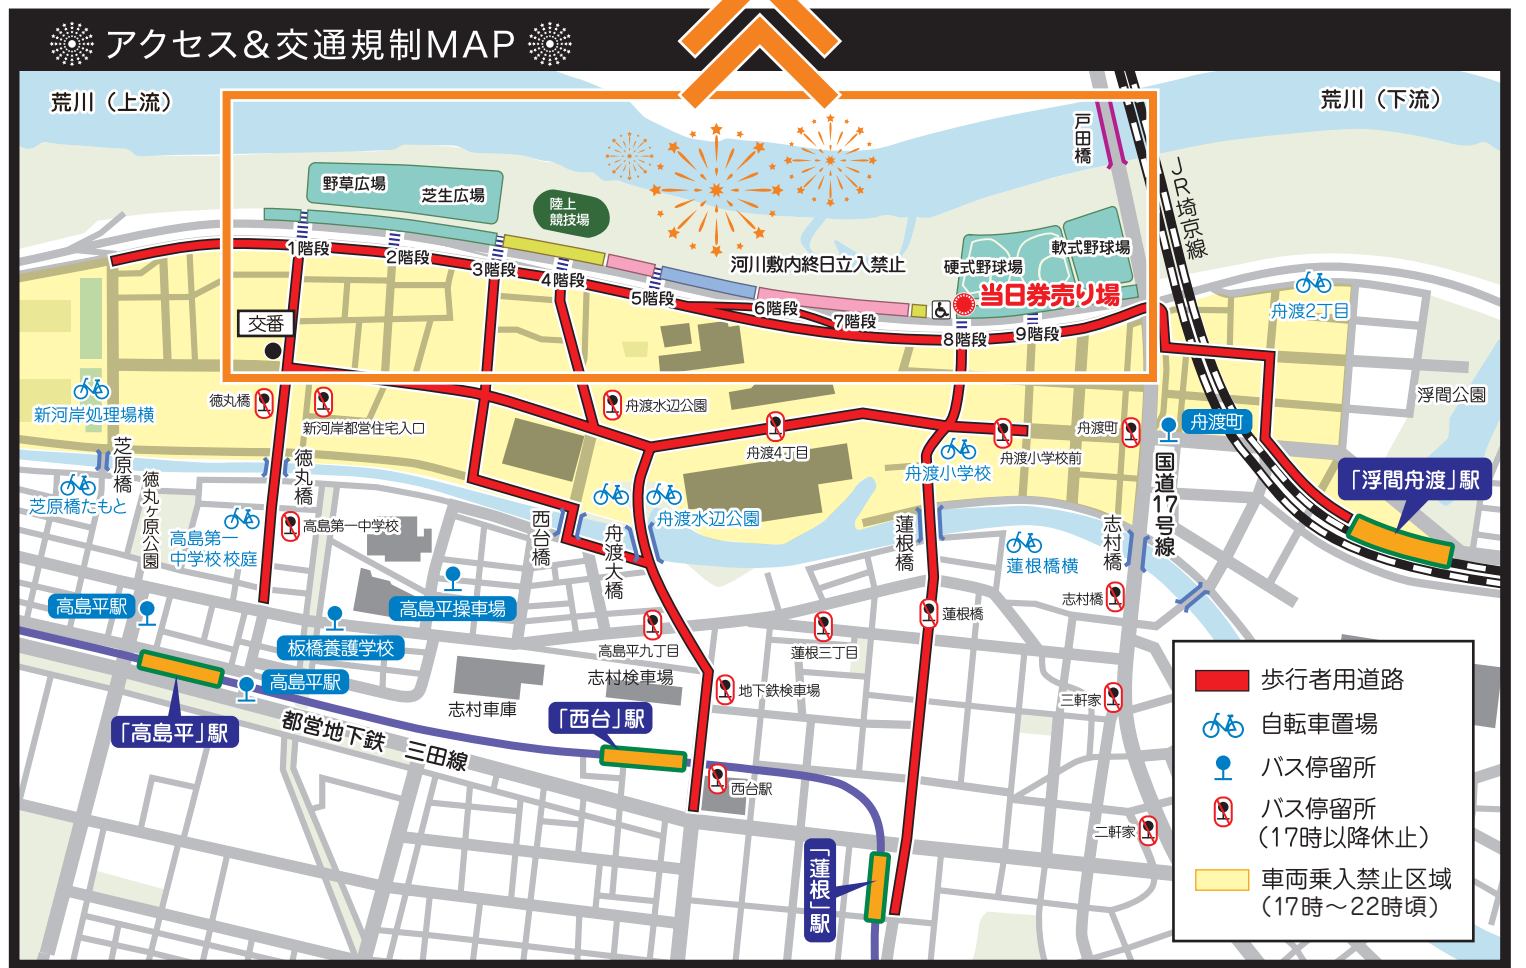 アクセス＆交通規制MAP
荒川（上流）
荒川（下流）
戸田橋
JR埼京線
野草広場
芝生広場
陸上
競技場
河川敷内終日立入禁止
硬式野球場
軟式野球場
当日券売り場
1階段
2階段
3階段
4階段
5階段
6階段
7階段
8階段
9階段
交番
舟渡2丁目
浮間公園
新河岸処理場横
徳丸橋
新河岸都営住宅入口
舟渡水辺公園
舟渡4丁目
舟渡小学校
舟渡小学校前
舟渡町
舟渡町
国道17号線
「浮間舟渡」駅
芝原橋
芝原橋たもと
徳丸ヶ原公園
徳丸橋
高島第一
中学校校庭
高島第一中学校
西台橋
舟渡大橋
舟渡水辺公園
蓮根橋
蓮根橋横
志村橋
志村橋
蓮根橋
高島平駅
高島平操車場
板橋養護学校
高島平駅
「高島平」駅
都営地下鉄　三田線
高島平九丁目
志村検車場
志村車庫
地下鉄検車場
蓮根三丁目
三軒家
二軒家
「西台」駅
西台駅
「蓮根」駅
歩行者用道路
自転車置場
バス停留所
バス停留所
（17時以降休止）
車両乗入禁止区域
（17時～22時頃）